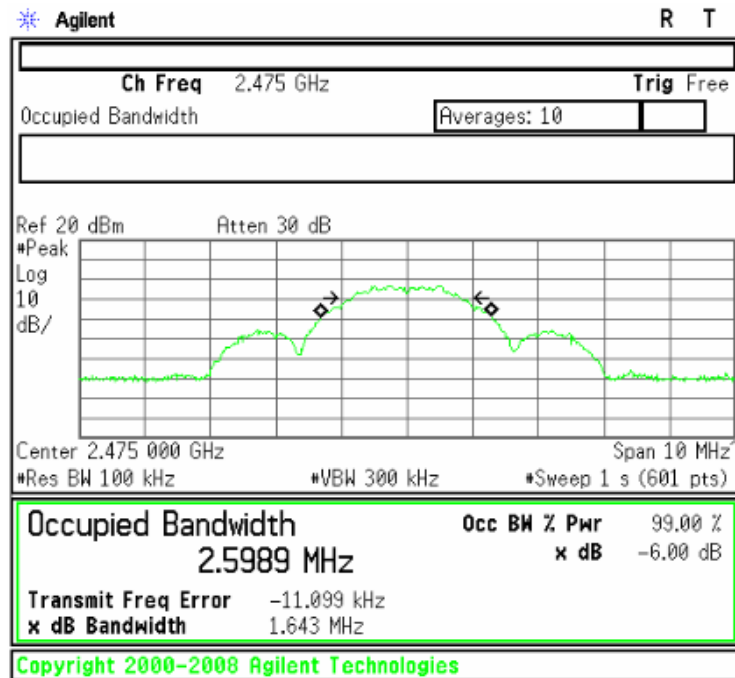 Agilent R T
Ch Freq 2.475 GHz Trig Free
Occupied Bandwidth Averages: 10
Ref 20 dBm Atten 30 dB
#Peak
Log
10
dB/
Center 2.475 000 GHz Span 10 MHz
#Res BW 100 kHz #VBW 300 kHz #Sweep 1 s (601 pts)
Occupied Bandwidth Occ BW % Pwr 99.00 %
2.5989 MHz x dB -6.00 dB
Transmit Freq Error -11.099 kHz
x dB Bandwidth 1.643 MHz
Copyright 2000-2008 Agilent Technologies